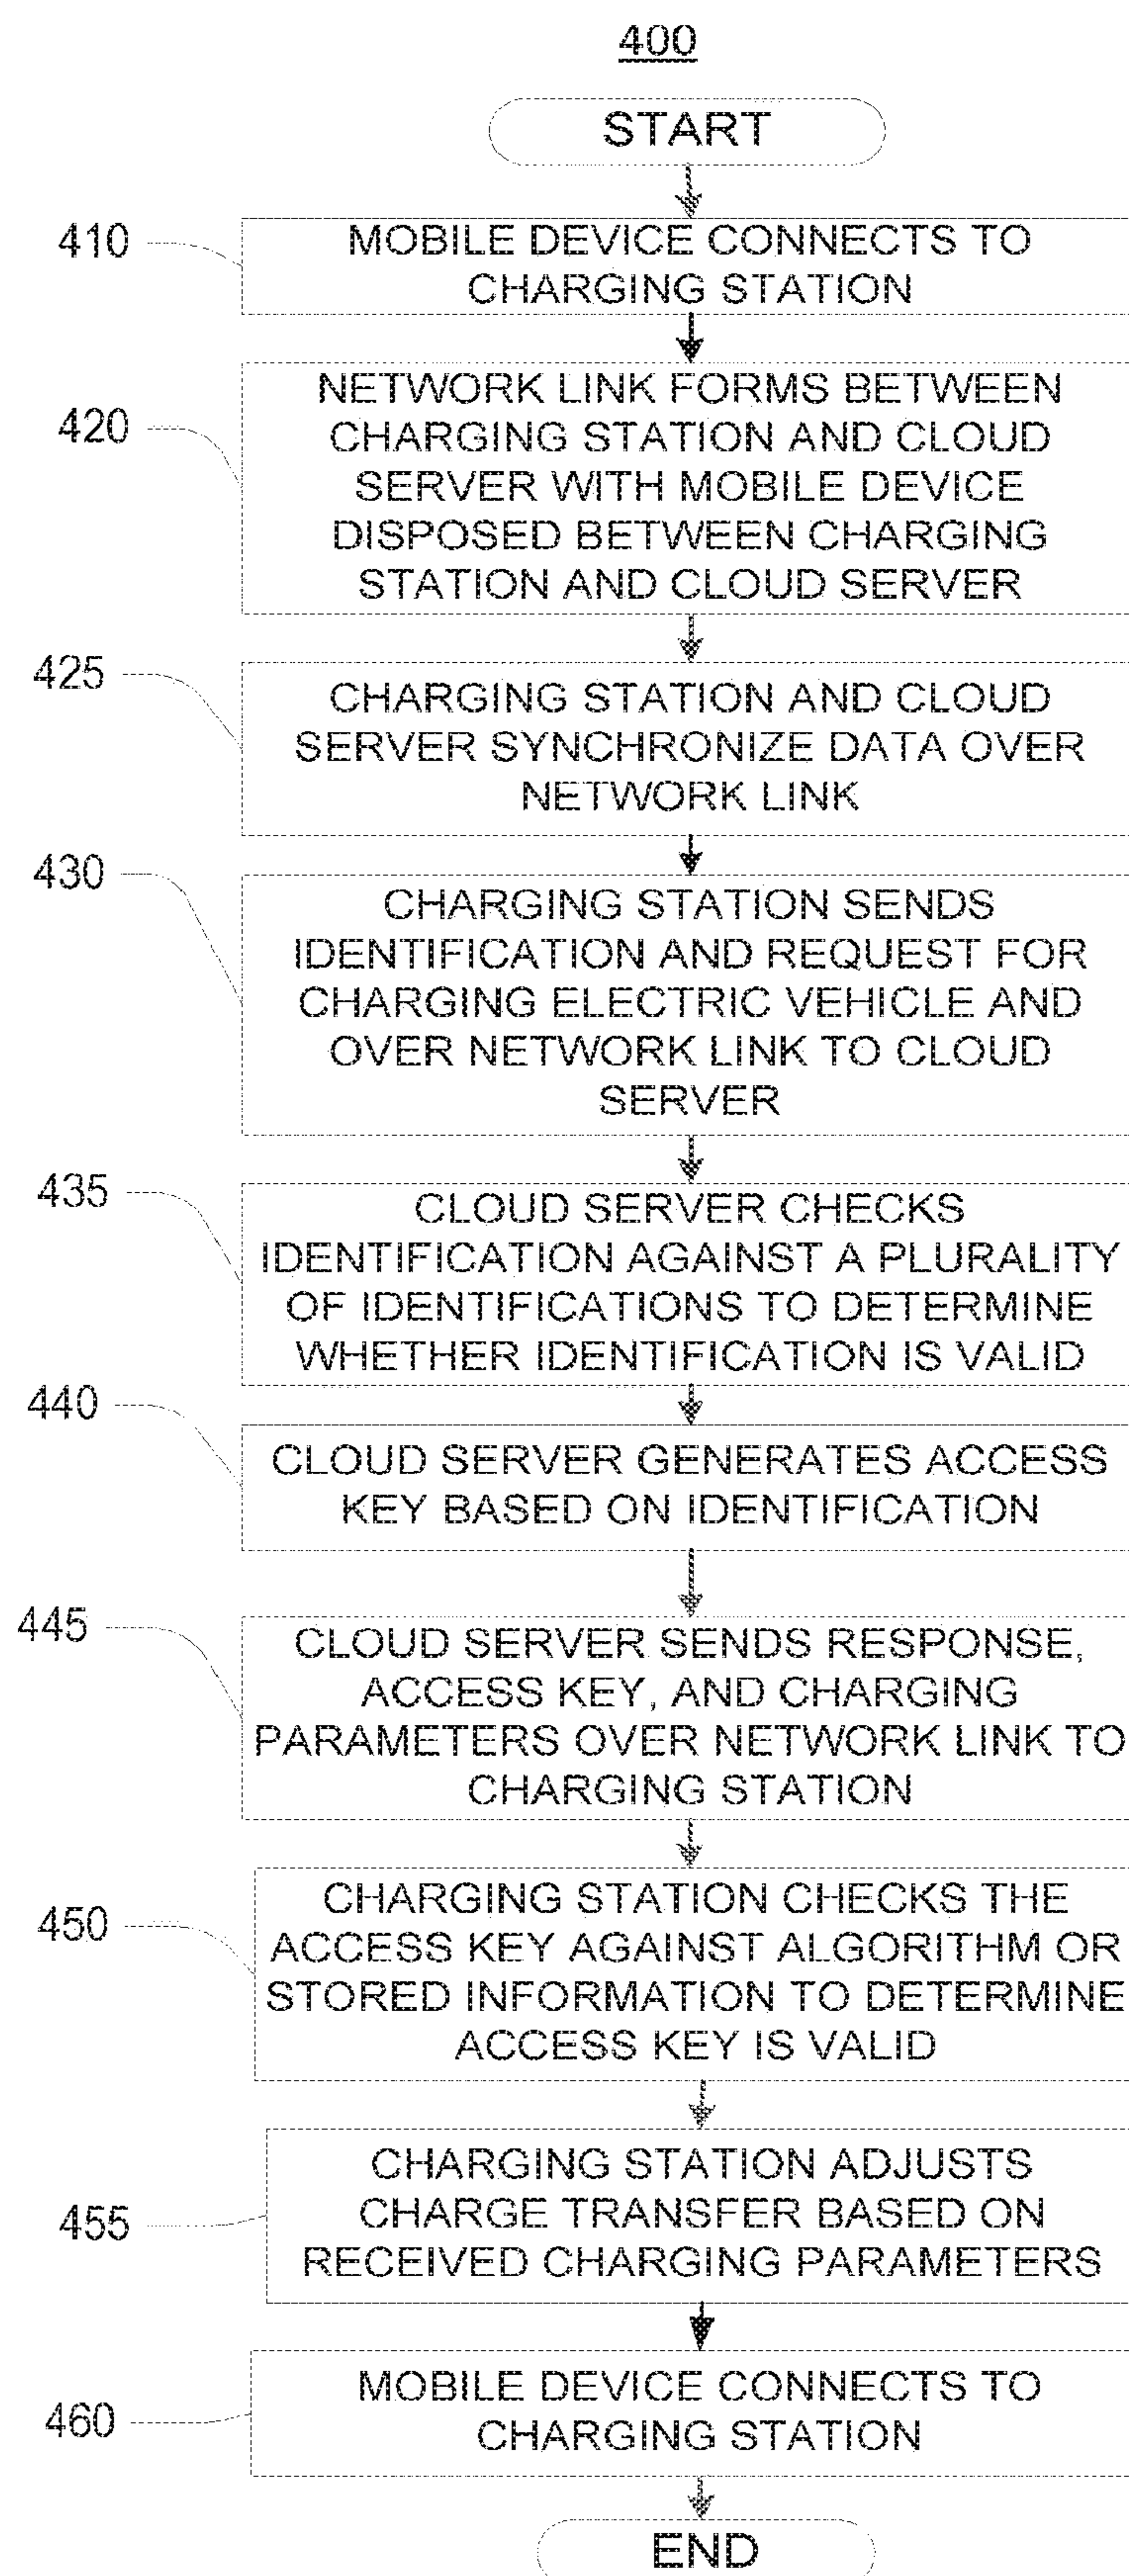 400
START
410
MOBILE DEVICE CONNECTS TO
CHARGING STATION
420
NETWORK LINK FORMS BETWEEN
CHARGING STATION AND CLOUD
SERVER WITH MOBILE DEVICE
DISPOSED BETWEEN CHARGING
STATION AND CLOUD SERVER
425
CHARGING STATION AND CLOUD
SERVER SYNCHRONIZE DATA OVER
NETWORK LINK
430
CHARGING STATION SENDS
IDENTIFICATION AND REQUEST FOR
CHARGING ELECTRIC VEHICLE AND
OVER NETWORK LINK TO CLOUD
SERVER
435
CLOUD SERVER CHECKS
IDENTIFICATION AGAINST A PLURALITY
OF IDENTIFICATIONS TO DETERMINE
WHETHER IDENTIFICATION IS VALID
440
CLOUD SERVER GENERATES ACCESS
KEY BASED ON IDENTIFICATION
445
CLOUD SERVER SENDS RESPONSE,
ACCESS KEY, AND CHARGING
PARAMETERS OVER NETWORK LINK TO
CHARGING STATION
450
CHARGING STATION CHECKS THE
ACCESS KEY AGAINST ALGORITHM OR
STORED INFORMATION TO DETERMINE
ACCESS KEY IS VALID
455
CHARGING STATION ADJUSTS
CHARGE TRANSFER BASED ON
RECEIVED CHARGING PARAMETERS
460
MOBILE DEVICE CONNECTS TO
CHARGING STATION
END